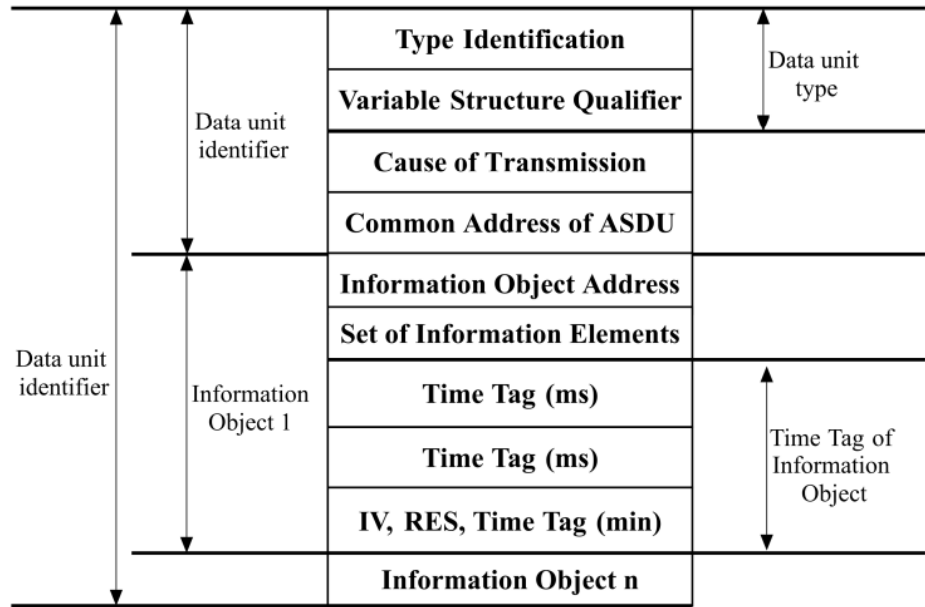 Type Identification
Variable Structure Qualifier
Cause of Transmission
Common Address of ASDU
Information Object Address
Set of Information Elements
Time Tag (ms)
Time Tag (ms)
IV, RES, Time Tag (min)
Information Object n
Data unit
type
Data unit
identifier
Data unit
identifier
Information
Object 1
Time Tag of
Information
Object